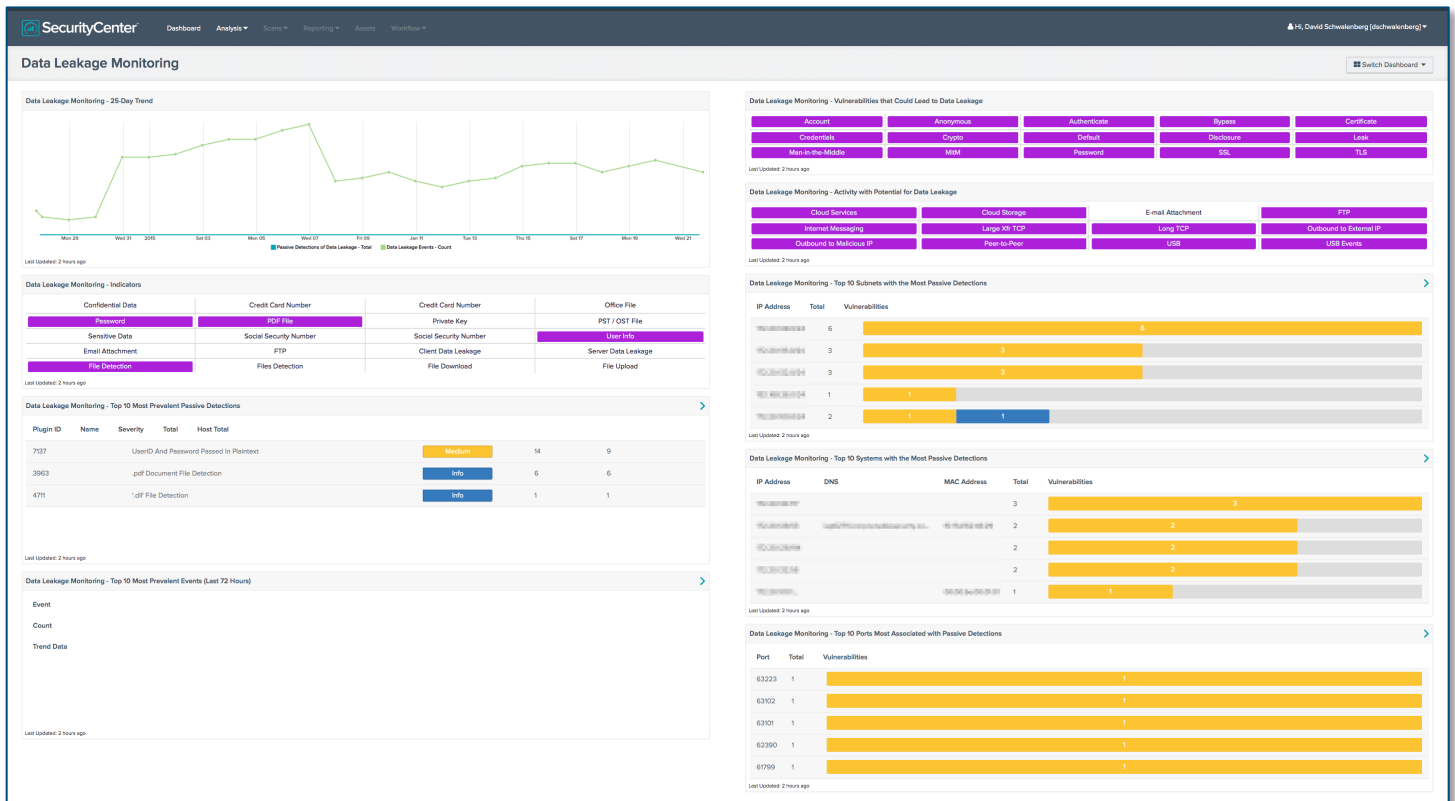 SecurityCenter
Dashboard Analysis Scans Reporting Assets Workflow
Hi, David Schwalenberg [dschwalenberg]
Data Leakage Monitoring
Switch Dashboard
Data Leakage Monitoring - 25-Day Trend
Mon 29 Wed 31 2015 Sat 03 Mon 05 Wed 07 Fri 09 Jan 11 Tue 13 Thu 15 Sat 17 Mon 19 Wed 21
Passive Detections of Data Leakage - Total Data Leakage Events - Count
Last Updated: 2 hours ago
Data Leakage Monitoring - Indicators
Confidential Data Credit Card Number Credit Card Number Office File
Password PDF File Private Key PST / OST File
Sensitive Data Social Security Number Social Security Number User Info
Email Attachment FTP Client Data Leakage Server Data Leakage
File Detection Files Detection File Download File Upload
Last Updated: 2 hours ago
Data Leakage Monitoring - Top 10 Most Prevalent Passive Detections
Plugin ID Name Severity Total Host Total
7137 UserID And Password Passed In Plaintext Medium 14 9
3963 .pdf Document File Detection Info 6 6
4711 '.dll' File Detection Info 1 1
Last Updated: 2 hours ago
Data Leakage Monitoring - Top 10 Most Prevalent Events (Last 72 Hours)
Event
Count
Trend Data
Last Updated: 2 hours ago
Data Leakage Monitoring - Vulnerabilities that Could Lead to Data Leakage
Account Anonymous Authenticate Bypass Certificate
Credentials Crypto Default Disclosure Leak
Man-in-the-Middle MitM Password SSL TLS
Last Updated: 2 hours ago
Data Leakage Monitoring - Activity with Potential for Data Leakage
Cloud Services Cloud Storage E-mail Attachment FTP
Internet Messaging Large Xfr TCP Long TCP Outbound to External IP
Outbound to Malicious IP Peer-to-Peer USB USB Events
Last Updated: 2 hours ago
Data Leakage Monitoring - Top 10 Subnets with the Most Passive Detections
IP Address Total Vulnerabilities
6 6
3 3
3 3
1 1
2 1 1
Last Updated: 2 hours ago
Data Leakage Monitoring - Top 10 Systems with the Most Passive Detections
IP Address DNS MAC Address Total Vulnerabilities
3 3
2 2
2 2
2 2
1 1
Last Updated: 2 hours ago
Data Leakage Monitoring - Top 10 Ports Most Associated with Passive Detections
Port Total Vulnerabilities
63223 1 1
63102 1 1
63101 1 1
62390 1 1
61799 1 1
Last Updated: 2 hours ago